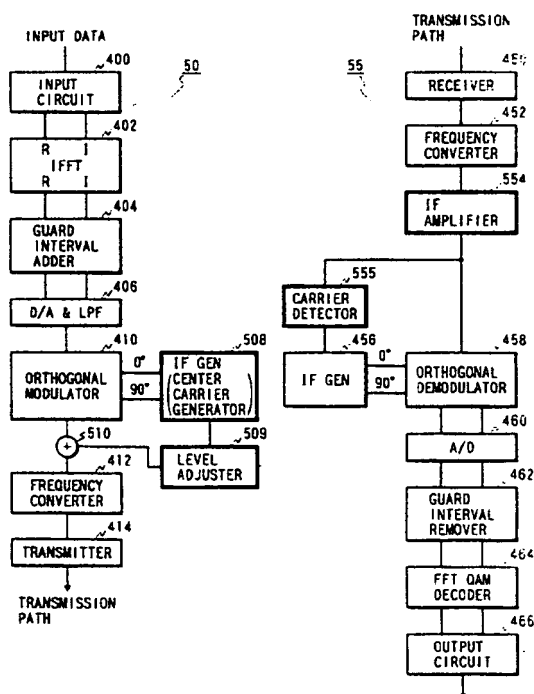 INPUT DATA
400
INPUT
CIRCUIT
50
402
R I
IFFT
R I
404
GUARD
INTERVAL
ADDER
406
D/A & LPF
410
ORTHOGONAL
MODULATOR
0°
90°
508
IF GEN
(CENTER
CARRIER
GENERATOR)
510
+
509
LEVEL
ADJUSTER
412
FREQUENCY
CONVERTER
414
TRANSMITTER
TRANSMISSION
PATH
TRANSMISSION
PATH
55
450
RECEIVER
452
FREQUENCY
CONVERTER
554
IF
AMPLIFIER
555
CARRIER
DETECTOR
456
IF GEN
0°
90°
458
ORTHOGONAL
DEMODULATOR
460
A/D
462
GUARD
INTERVAL
REMOVER
464
FFT QAM
DECODER
466
OUTPUT
CIRCUIT